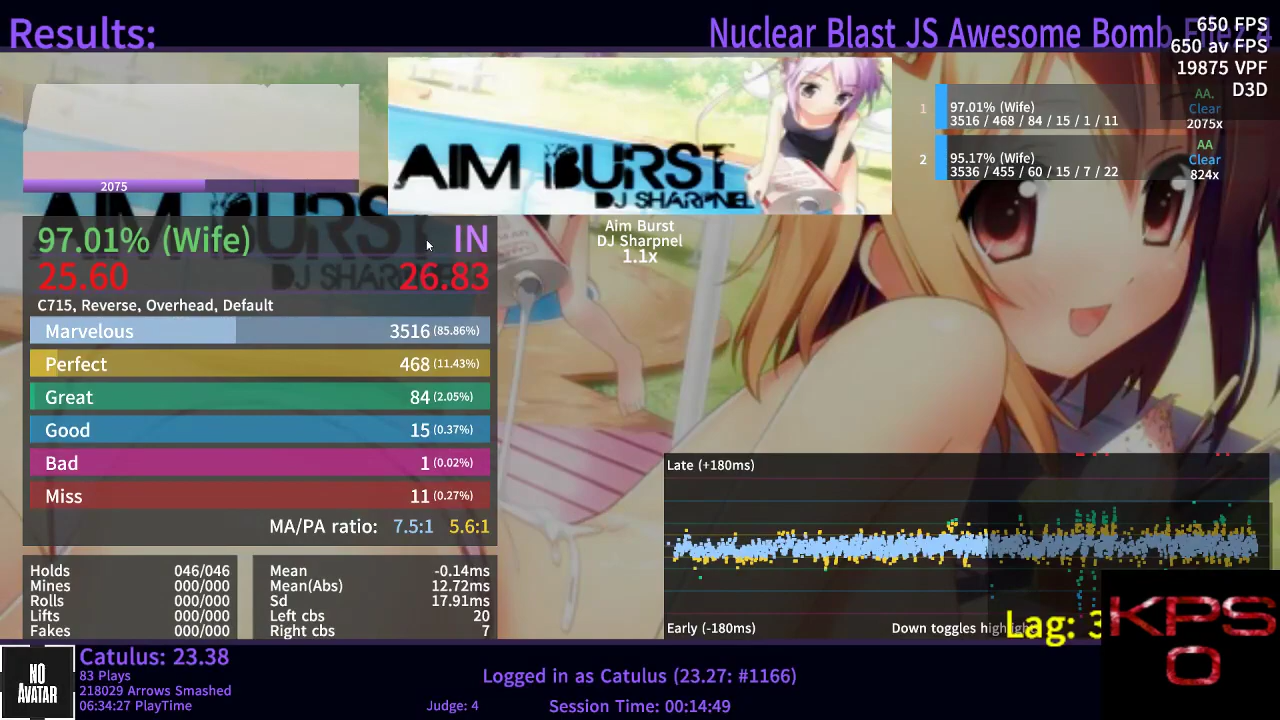 Results:
Nuclear Blast JS Awesome Bomb
650 FPS
650 av FPS
19875 VPF
D3D
AIM BURST
DJ SHARPNEL
2075
1
97.01% (Wife)
3516 / 468 / 84 / 15 / 1 / 11
AA.
Clear
2075x
2
95.17% (Wife)
3536 / 455 / 60 / 15 / 7 / 22
AA
Clear
824x
Aim Burst
DJ Sharpnel
1.1x
97.01% (Wife) IN
25.60 26.83
C715, Reverse, Overhead, Default
Marvelous 3516 (85.86%)
Perfect 468 (11.43%)
Great 84 (2.05%)
Good 15 (0.37%)
Bad 1 (0.02%)
Miss 11 (0.27%)
MA/PA ratio: 7.5:1 5.6:1
Holds 046/046
Mines 000/000
Rolls 000/000
Lifts 000/000
Fakes 000/000
Mean -0.14ms
Mean(Abs) 12.72ms
Sd 17.91ms
Left cbs 20
Right cbs 7
Late (+180ms)
Early (-180ms)
Down toggles
Lag:
KPS
0
NO
AVATAR
Catulus: 23.38
83 Plays
218029 Arrows Smashed
06:34:27 PlayTime
Judge: 4
Logged in as Catulus (23.27: #1166)
Session Time: 00:14:49